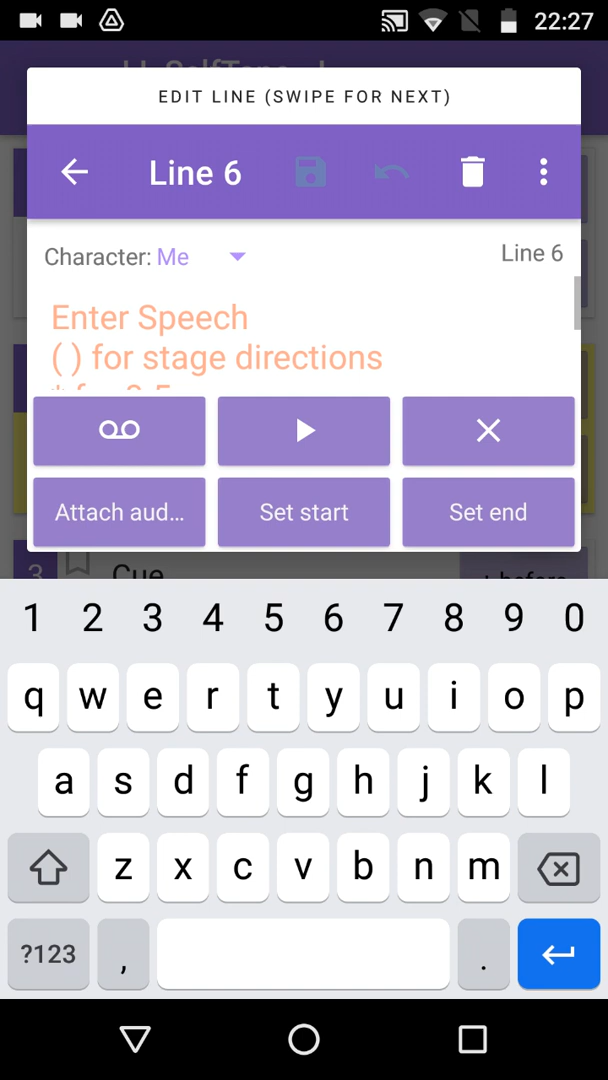 22:27
EDIT LINE (SWIPE FOR NEXT)
Line 6
Character: Me
Line 6
Enter Speech
( ) for stage directions
Attach aud...
Set start
Set end
3
Cue
1 2 3 4 5 6 7 8 9 0
q w e r t y u i o p
a s d f g h j k l
z x c v b n m
?123 , .